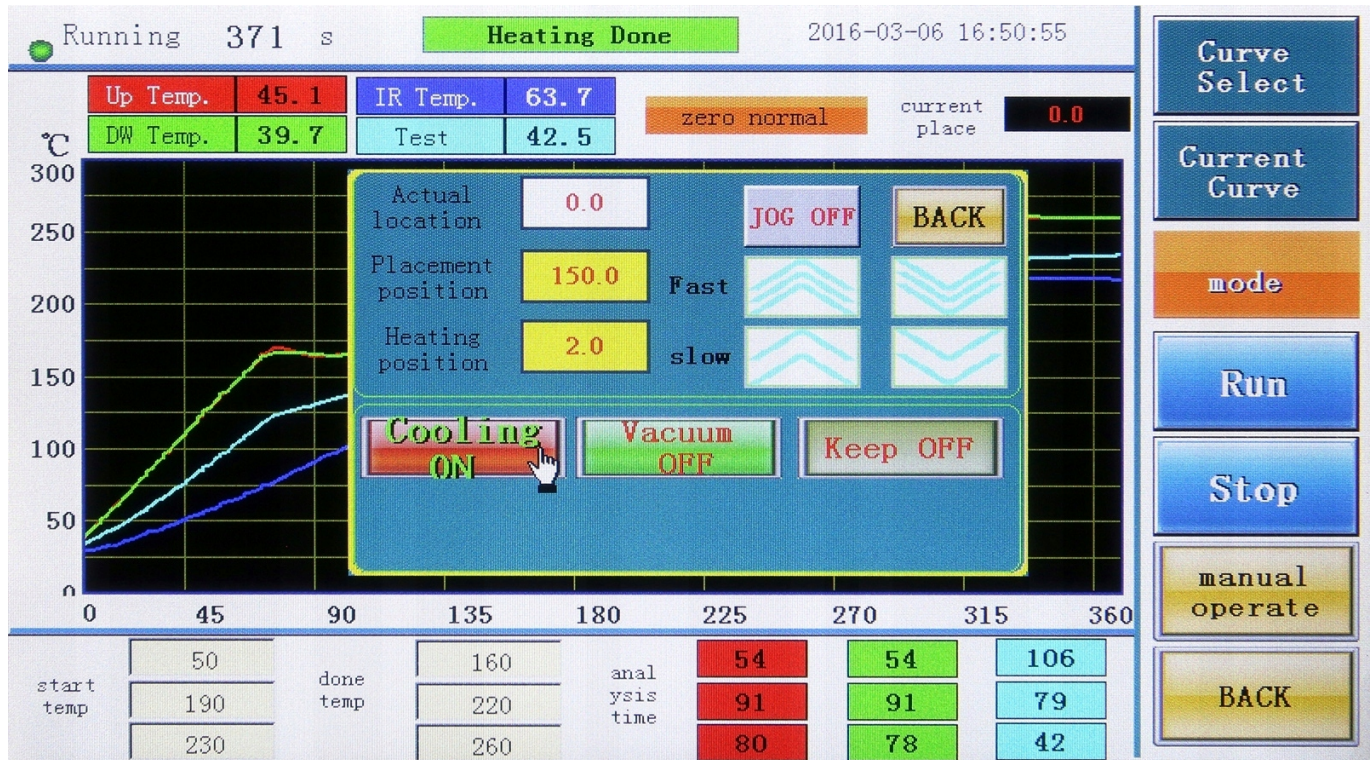 Running 371 s
Heating Done
2016-03-06 16:50:55
Up Temp. 45.1
IR Temp. 63.7
DW Temp. 39.7
Test 42.5
zero normal
current
place
0.0
℃
300
250
200
150
100
50
0
0 45 90 135 180 225 270 315 360
Actual
location
0.0
JOG OFF
BACK
Placement
position
150.0
Fast
Heating
position
2.0
slow
Cooling
ON
Vacuum
OFF
Keep OFF
start
temp
50
190
230
done
temp
160
220
260
anal
ysis
time
54 54 106
91 91 79
80 78 42
Curve
Select
Current
Curve
mode
Run
Stop
manual
operate
BACK